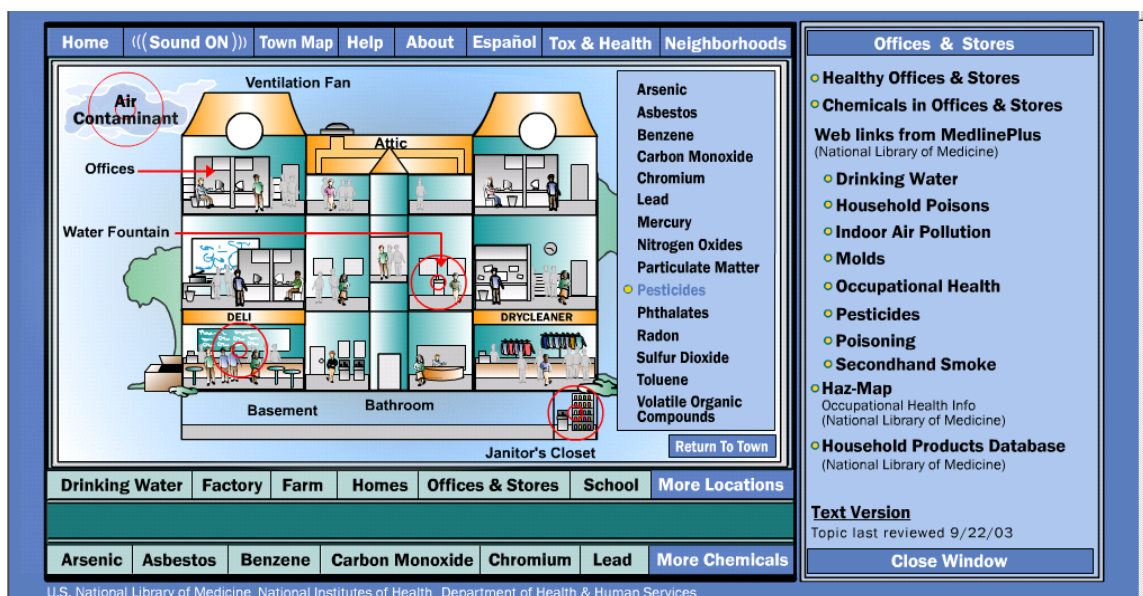 Home
(((Sound ON)))
Town Map
Help
About
Español
Tox & Health
Neighborhoods
Air
Contaminant
Ventilation Fan
Attic
Offices
Water Fountain
DELI
DRYCLEANER
Basement
Bathroom
Janitor's Closet
Arsenic
Asbestos
Benzene
Carbon Monoxide
Chromium
Lead
Mercury
Nitrogen Oxides
Particulate Matter
Pesticides
Phthalates
Radon
Sulfur Dioxide
Toluene
Volatile Organic
Compounds
Return To Town
Drinking Water
Factory
Farm
Homes
Offices & Stores
School
More Locations
Arsenic
Asbestos
Benzene
Carbon Monoxide
Chromium
Lead
More Chemicals
U.S. National Library of Medicine, National Institutes of Health, Department of Health & Human Services
Offices & Stores
Healthy Offices & Stores
Chemicals in Offices & Stores
Web links from MedlinePlus
(National Library of Medicine)
Drinking Water
Household Poisons
Indoor Air Pollution
Molds
Occupational Health
Pesticides
Poisoning
Secondhand Smoke
Haz-Map
Occupational Health Info
(National Library of Medicine)
Household Products Database
(National Library of Medicine)
Text Version
Topic last reviewed 9/22/03
Close Window